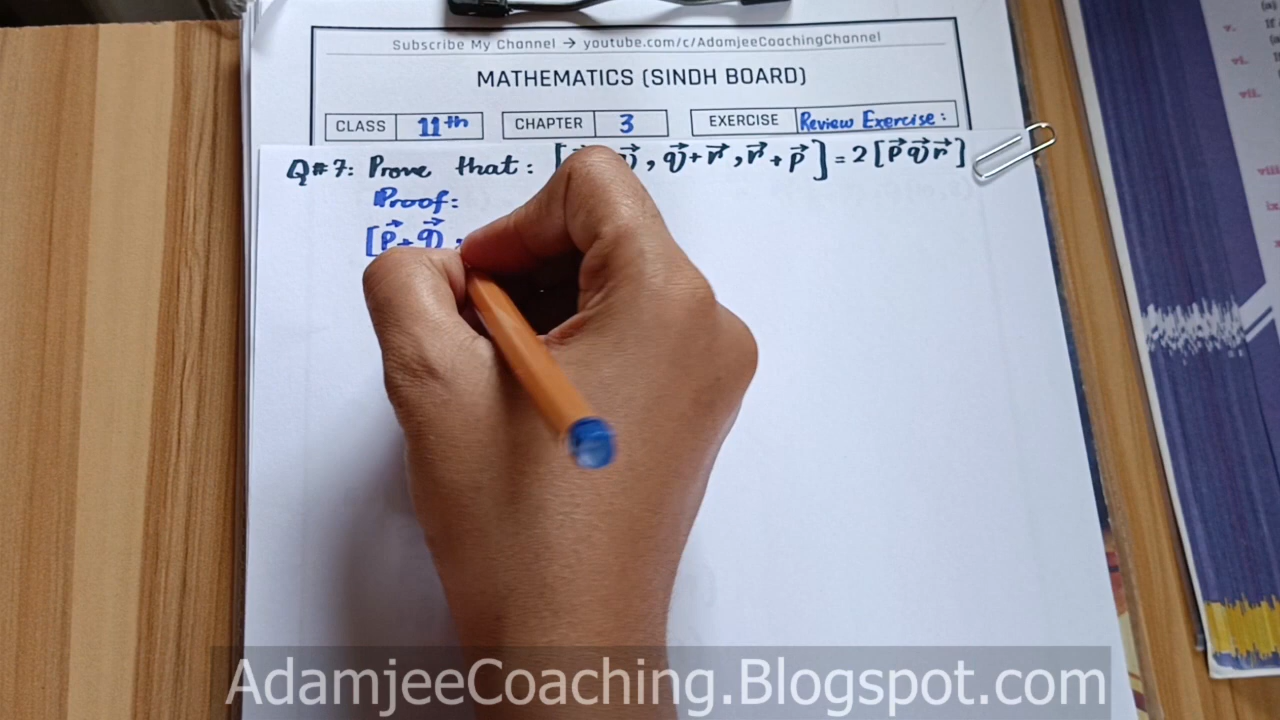 Subscribe My Channel → youtube.com/c/AdamjeeCoachingChannel
MATHEMATICS (SINDH BOARD)
CLASS 11th CHAPTER 3 EXERCISE Review Exercise:
Q#7: Prove that: [ q⃗, q⃗+r⃗, r⃗+p⃗] = 2[p⃗ q⃗ r⃗]
Proof:
[p⃗+q⃗,
AdamjeeCoaching.Blogspot.com